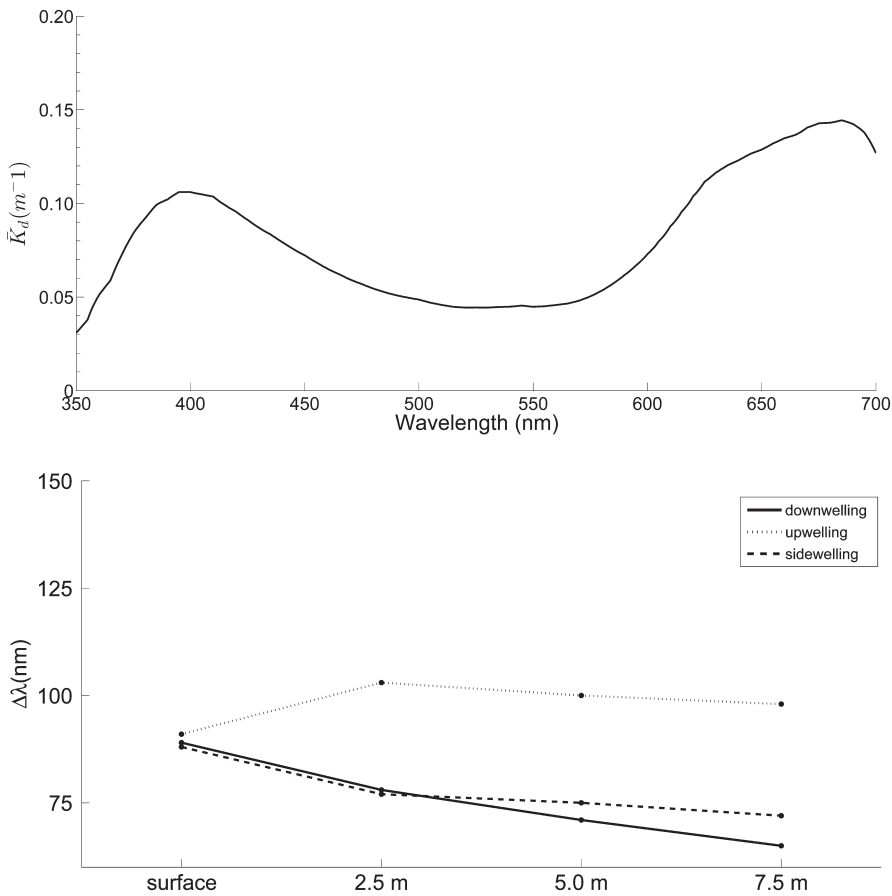 0.20
0.15
0.10
0.05
0
K̄d(m−1)
350 400 450 500 550 600 650 700
Wavelength (nm)
150
125
100
75
Δλ(nm)
downwelling
upwelling
sidewelling
surface 2.5 m 5.0 m 7.5 m